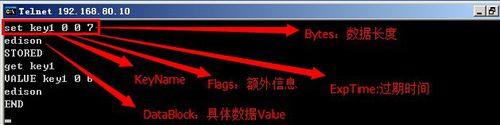 Telnet 192.168.80.10
set key1 0 0 7
Bytes：数据长度
edison
STORED
get key1
KeyName
Flags：额外信息
ExpTime:过期时间
VALUE key1 0 6
edison
DataBlock：具体数据Value
END